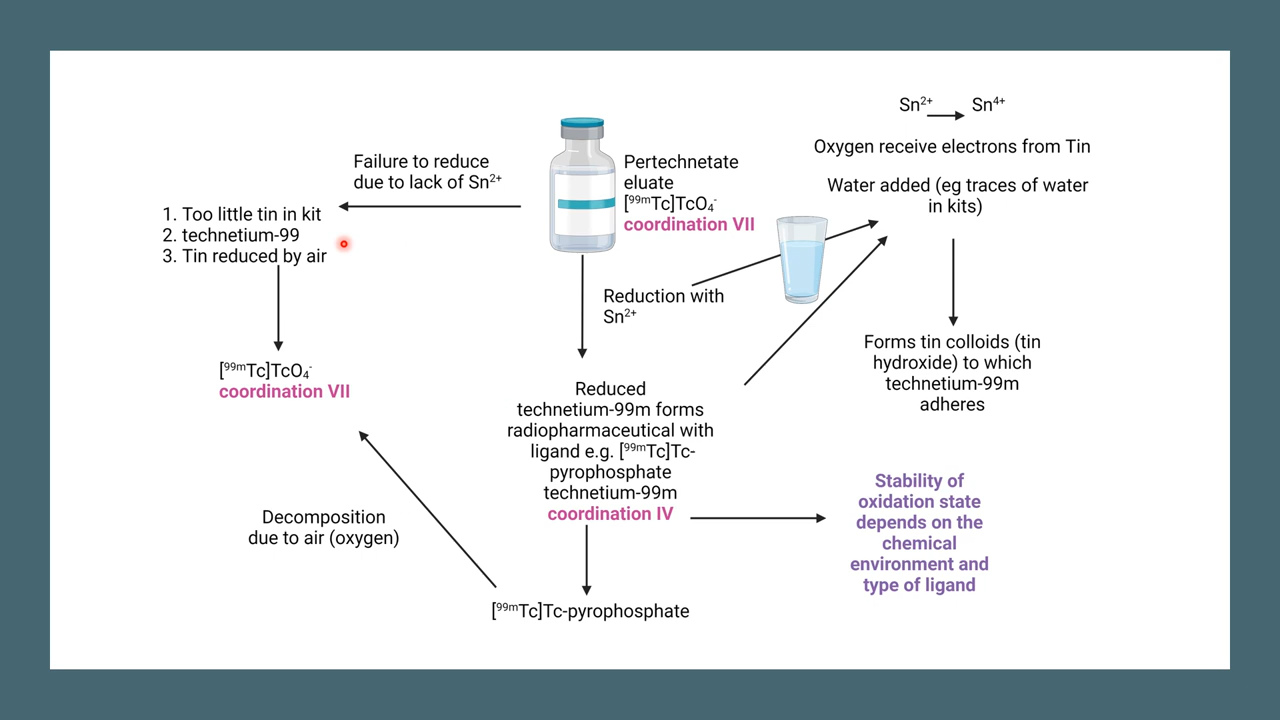 Failure to reduce
due to lack of Sn²⁺
1. Too little tin in kit
2. technetium-99
3. Tin reduced by air
[⁹⁹ᵐTc]TcO₄⁻
coordination VII
Decomposition
due to air (oxygen)
Pertechnetate
eluate
[⁹⁹ᵐTc]TcO₄⁻
coordination VII
Reduction with
Sn²⁺
Reduced
technetium-99m forms
radiopharmaceutical with
ligand e.g. [⁹⁹ᵐTc]Tc-
pyrophosphate
technetium-99m
coordination IV
[⁹⁹ᵐTc]Tc-pyrophosphate
Sn²⁺ → Sn⁴⁺
Oxygen receive electrons from Tin
Water added (eg traces of water
in kits)
Forms tin colloids (tin
hydroxide) to which
technetium-99m
adheres
Stability of
oxidation state
depends on the
chemical
environment and
type of ligand